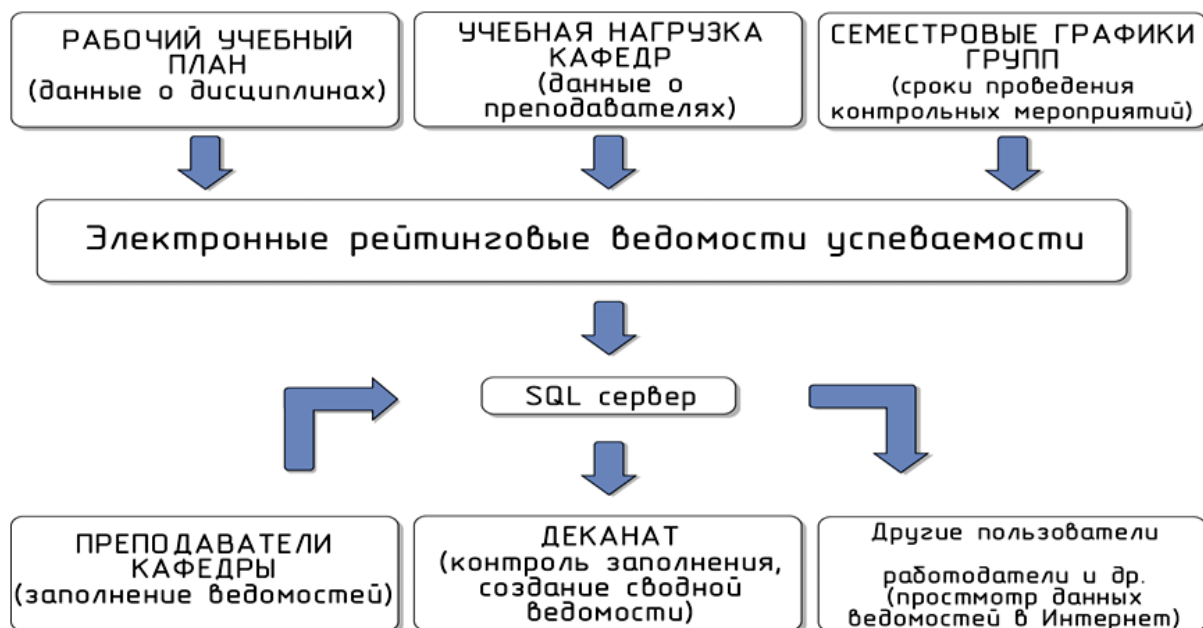 РАБОЧИЙ УЧЕБНЫЙ
ПЛАН
(данные о дисциплинах)
УЧЕБНАЯ НАГРУЗКА
КАФЕДР
(данные о
преподавателях)
СЕМЕСТРОВЫЕ ГРАФИКИ
ГРУПП
(сроки проведения
контрольных мероприятий)
Электронные рейтинговые ведомости успеваемости
SQL сервер
ПРЕПОДАВАТЕЛИ
КАФЕДРЫ
(заполнение ведомостей)
ДЕКАНАТ
(контроль заполнения,
создание сводной
ведомости)
Другие пользователи
работодатели и др.
(простмотр данных
ведомостей в Интернет)